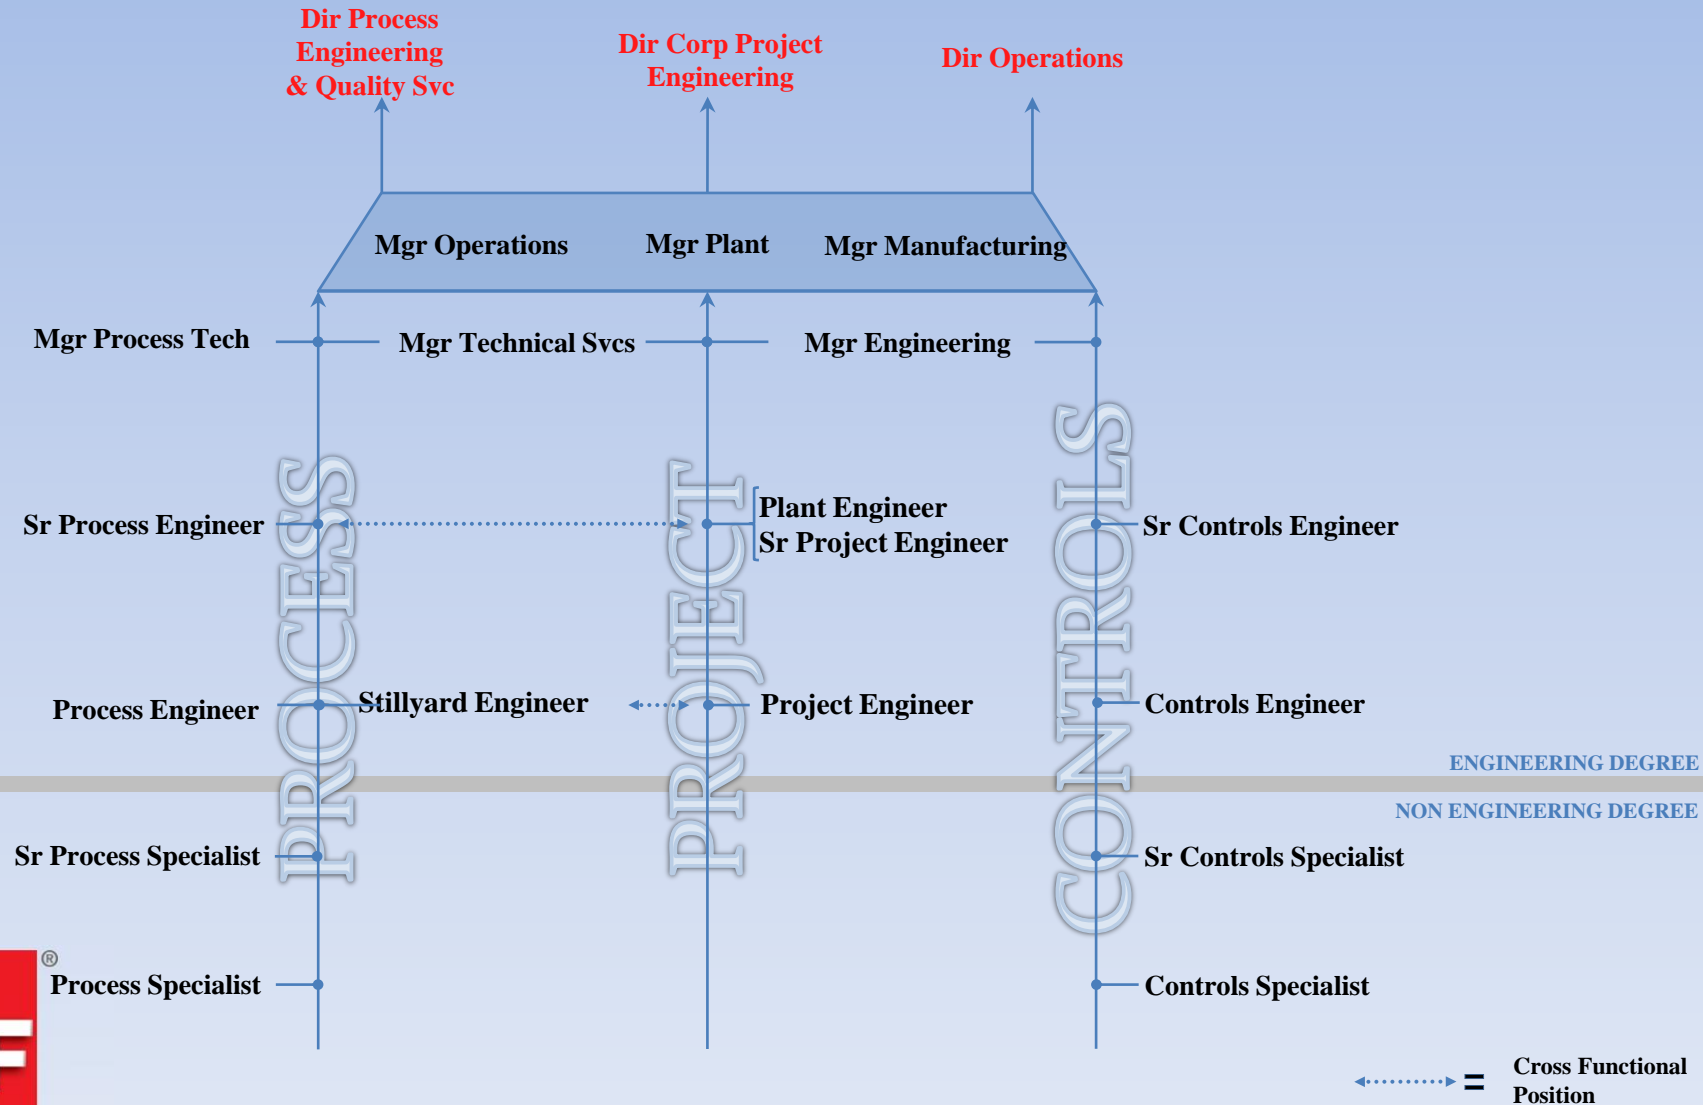 Dir Process
Engineering
& Quality Svc
Dir Corp Project
Engineering
Dir Operations
Mgr Operations
Mgr Plant
Mgr Manufacturing
Mgr Process Tech
Mgr Technical Svcs
Mgr Engineering
PROCESS
PROJECT
CONTROLS
Sr Process Engineer
Plant Engineer
Sr Project Engineer
Sr Controls Engineer
Process Engineer
Stillyard Engineer
Project Engineer
Controls Engineer
ENGINEERING DEGREE
NON ENGINEERING DEGREE
Sr Process Specialist
Sr Controls Specialist
®
Process Specialist
Controls Specialist
= Cross Functional
Position